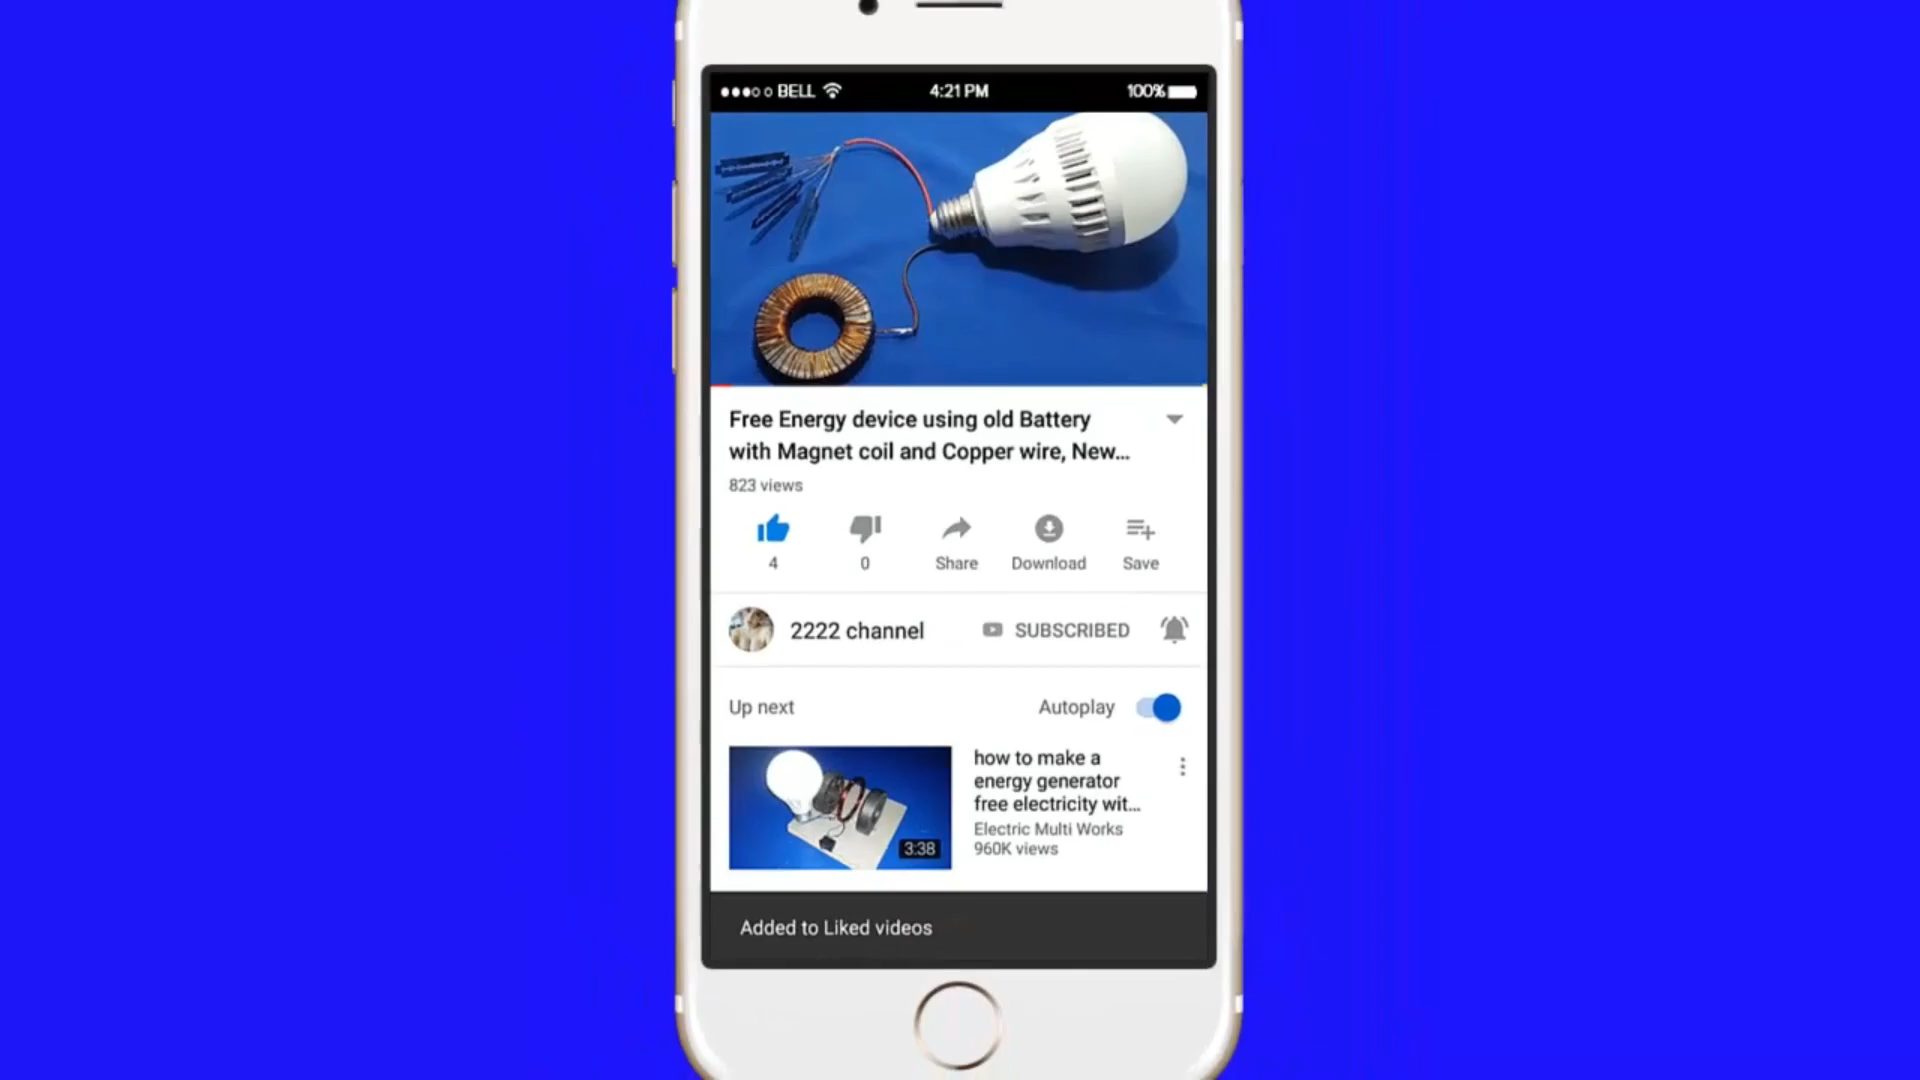 BELL 4:21 PM 100%
Free Energy device using old Battery
with Magnet coil and Copper wire, New...
823 views
4 0 Share Download Save
2222 channel SUBSCRIBED
Up next Autoplay
how to make a
energy generator
free electricity wit...
Electric Multi Works
960K views
3:38
Added to Liked videos